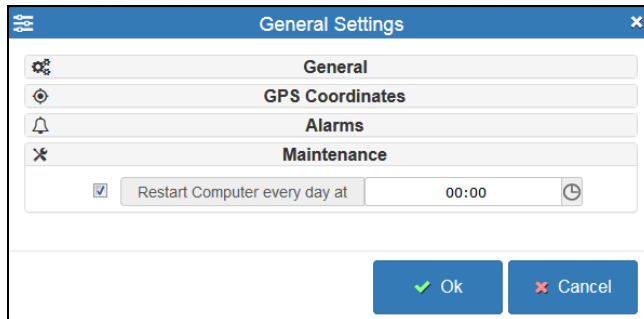 General Settings
General
GPS Coordinates
Alarms
Maintenance
Restart Computer every day at 00:00
Ok Cancel